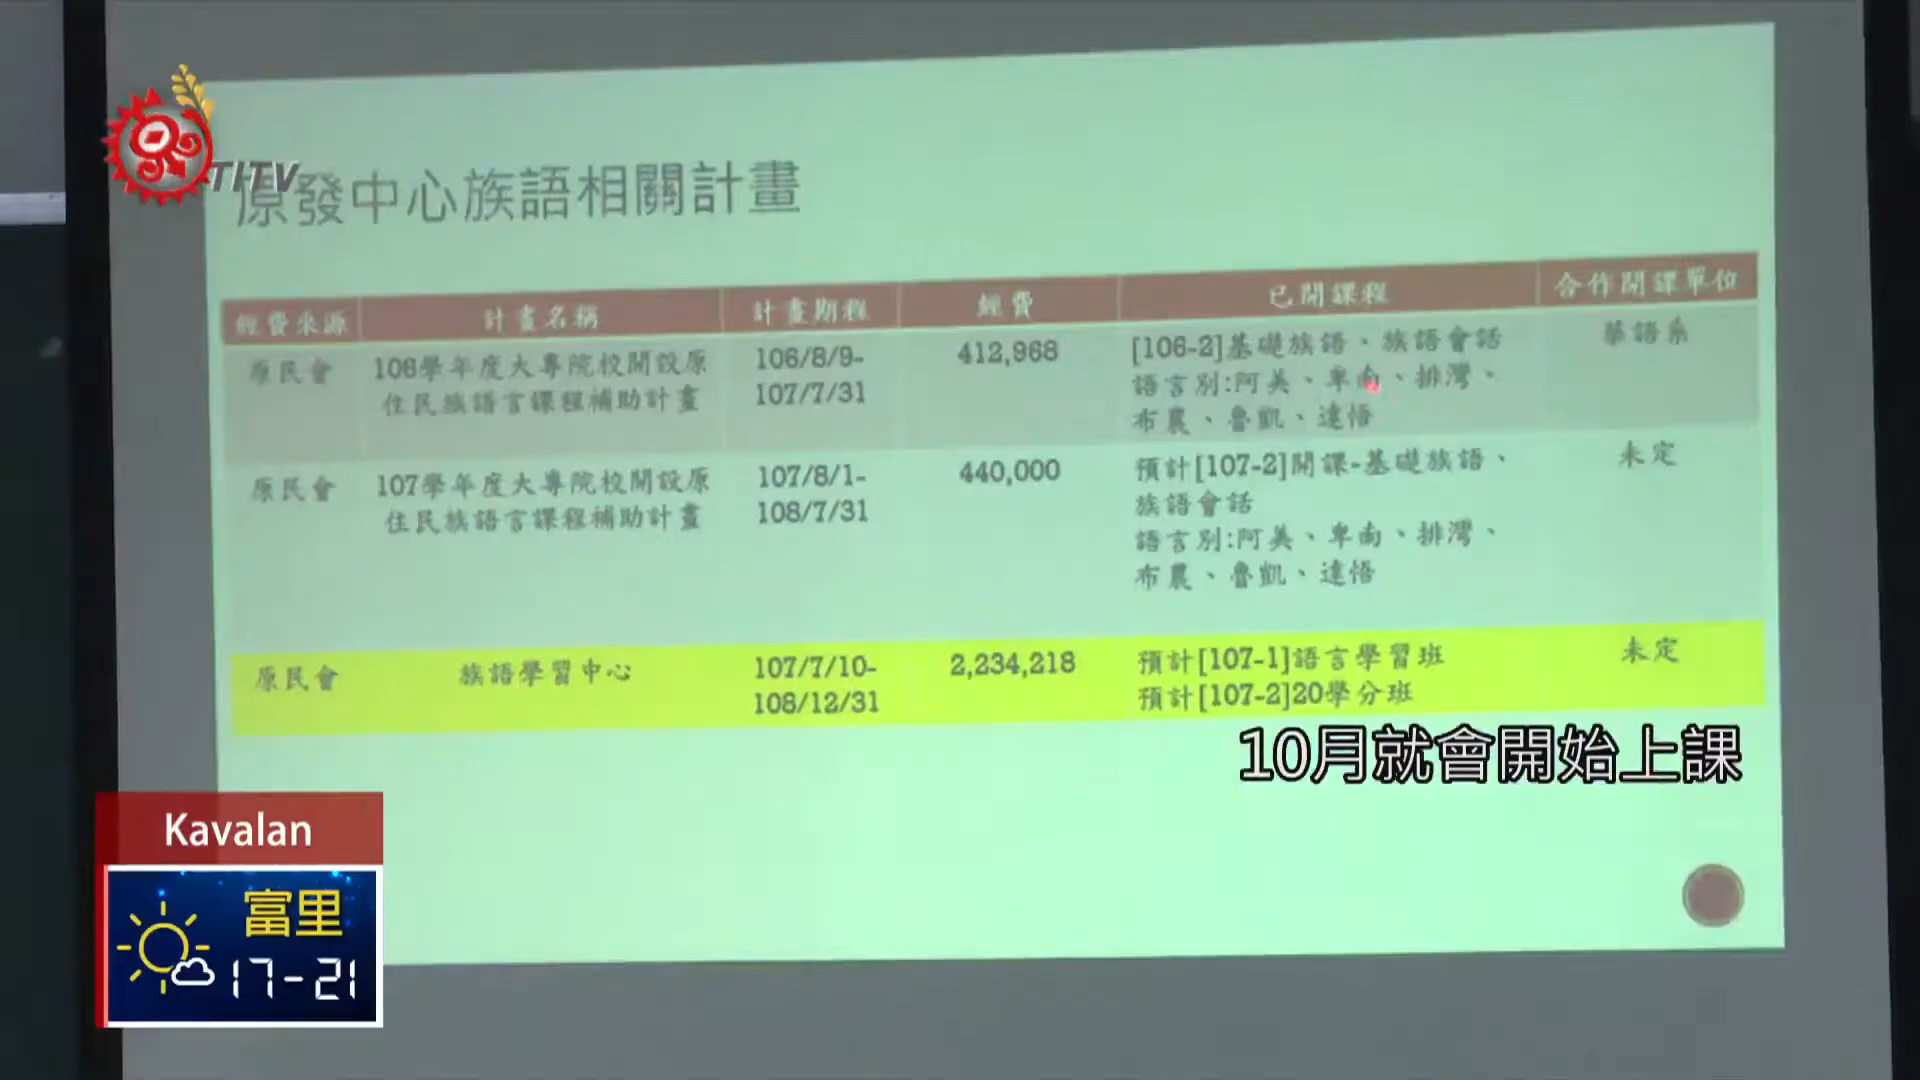 TITV
原發中心族語相關計畫
經費來源 計畫名稱 計畫期程 經費 已開課程 合作開課單位
原民會 106學年度大專院校開設原 106/8/9- 412,968 [106-2]基礎族語、族語會話 華語系
住民族語言課程補助計畫 107/7/31 語言別:阿美、卑南、排灣、
布農、魯凱、達悟
原民會 107學年度大專院校開設原 107/8/1- 440,000 預計[107-2]開課-基礎族語、 未定
住民族語言課程補助計畫 108/7/31 族語會話
語言別:阿美、卑南、排灣、
布農、魯凱、達悟
原民會 族語學習中心 107/7/10- 2,234,218 預計[107-1]語言學習班 未定
108/12/31 預計[107-2]20學分班
10月就會開始上課
Kavalan
富里
17-21